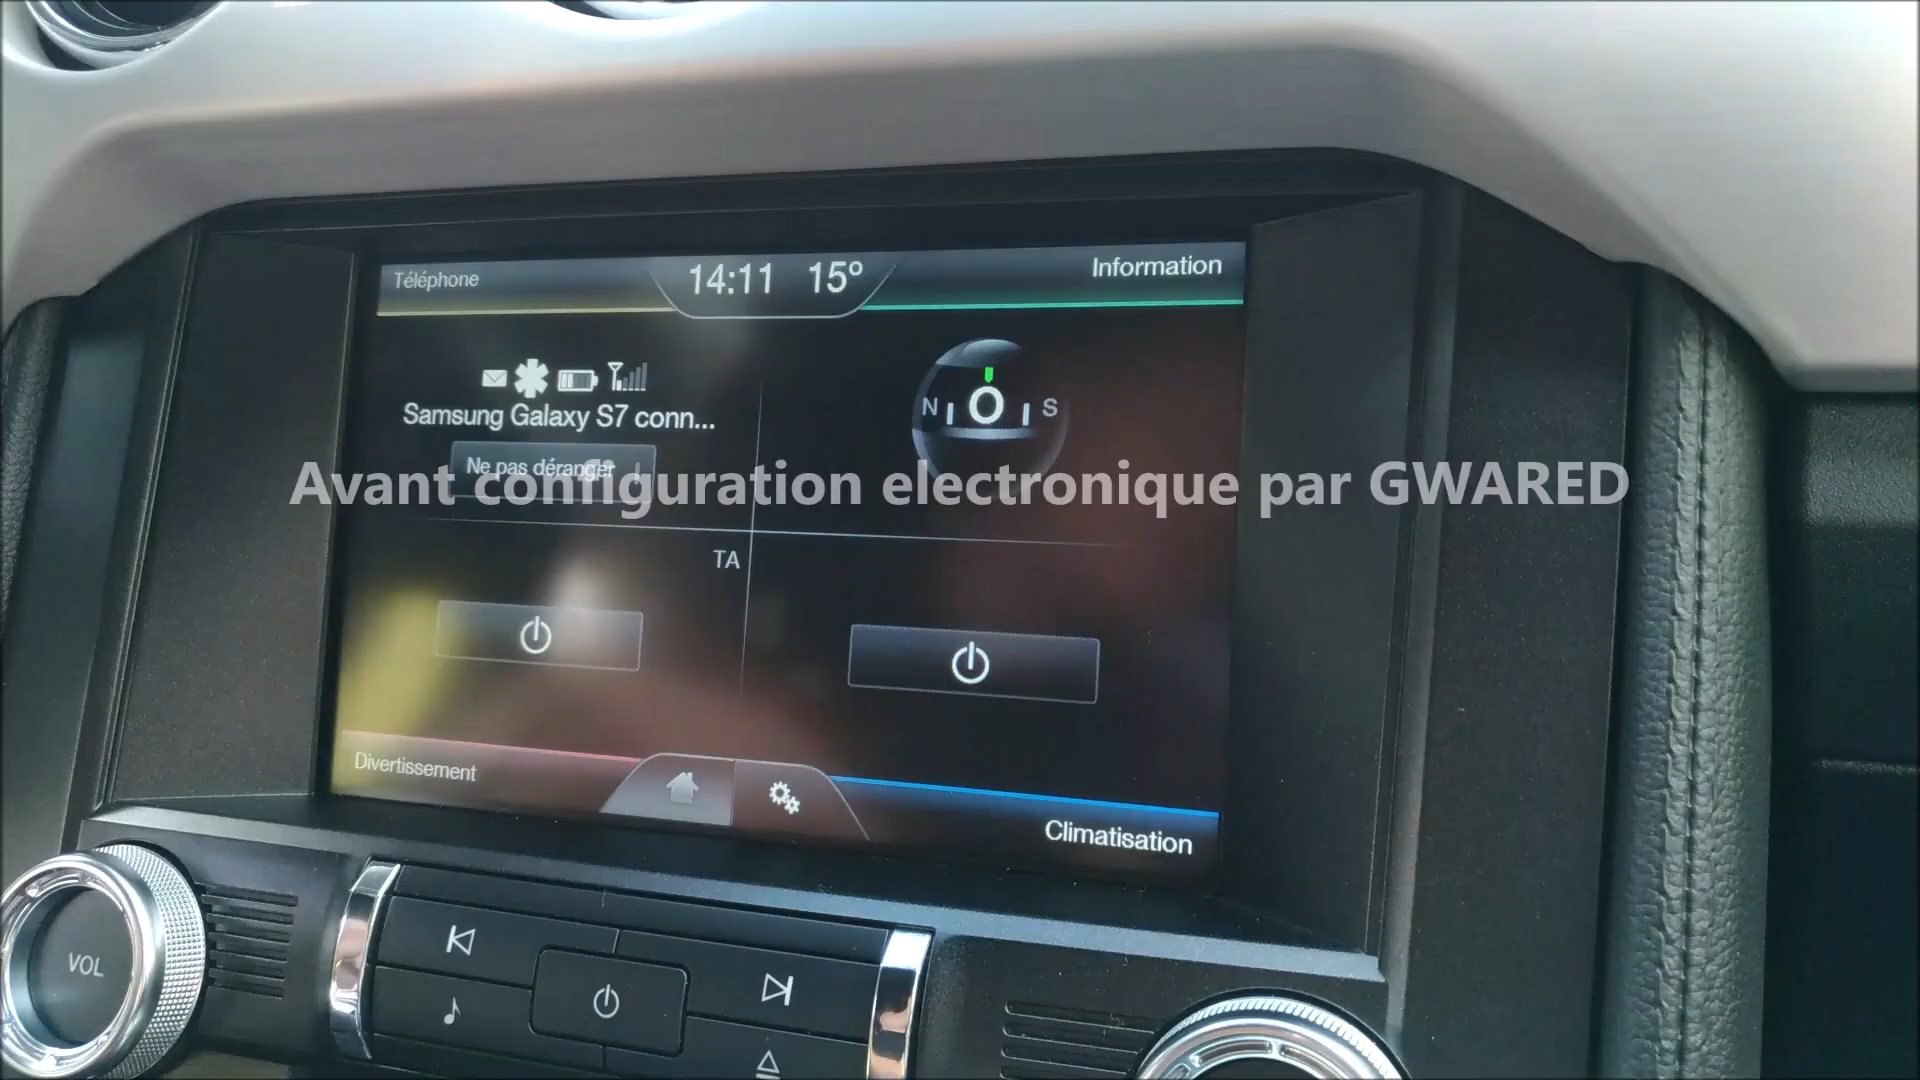 Téléphone
14:11 15º
Information
Samsung Galaxy S7 conn...
N O S
Ne pas déranger
Avant configuration electronique par GWARED
TA
Divertissement
Climatisation
VOL